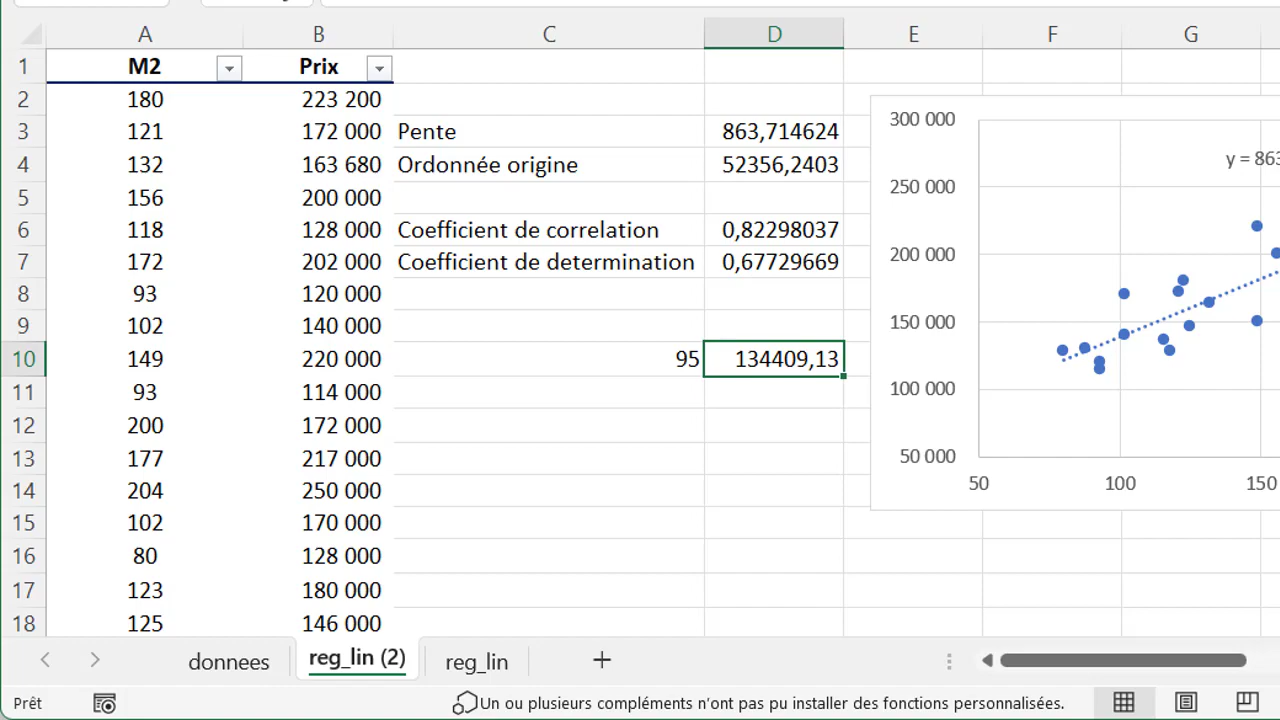 A B C D E F G
1 M2 Prix
2 180 223 200
3 121 172 000 Pente 863,714624
4 132 163 680 Ordonnée origine 52356,2403
5 156 200 000
6 118 128 000 Coefficient de correlation 0,82298037
7 172 202 000 Coefficient de determination 0,67729669
8 93 120 000
9 102 140 000
10 149 220 000 95 134409,13
11 93 114 000
12 200 172 000
13 177 217 000
14 204 250 000
15 102 170 000
16 80 128 000
17 123 180 000
18 125 146 000
300 000
y = 863
250 000
200 000
150 000
100 000
50 000
50 100 150
donnees reg_lin (2) reg_lin +
Prêt Un ou plusieurs compléments n'ont pas pu installer des fonctions personnalisées.